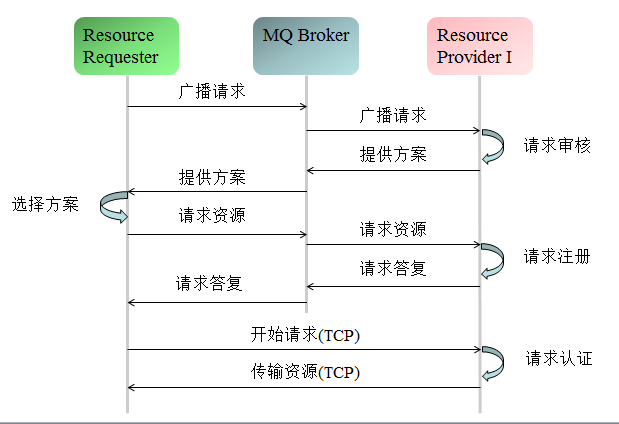 Resource
Requester
MQ Broker
Resource
Provider I
广播请求
广播请求
请求审核
提供方案
提供方案
选择方案
请求资源
请求资源
请求注册
请求答复
请求答复
开始请求(TCP)
请求认证
传输资源(TCP)